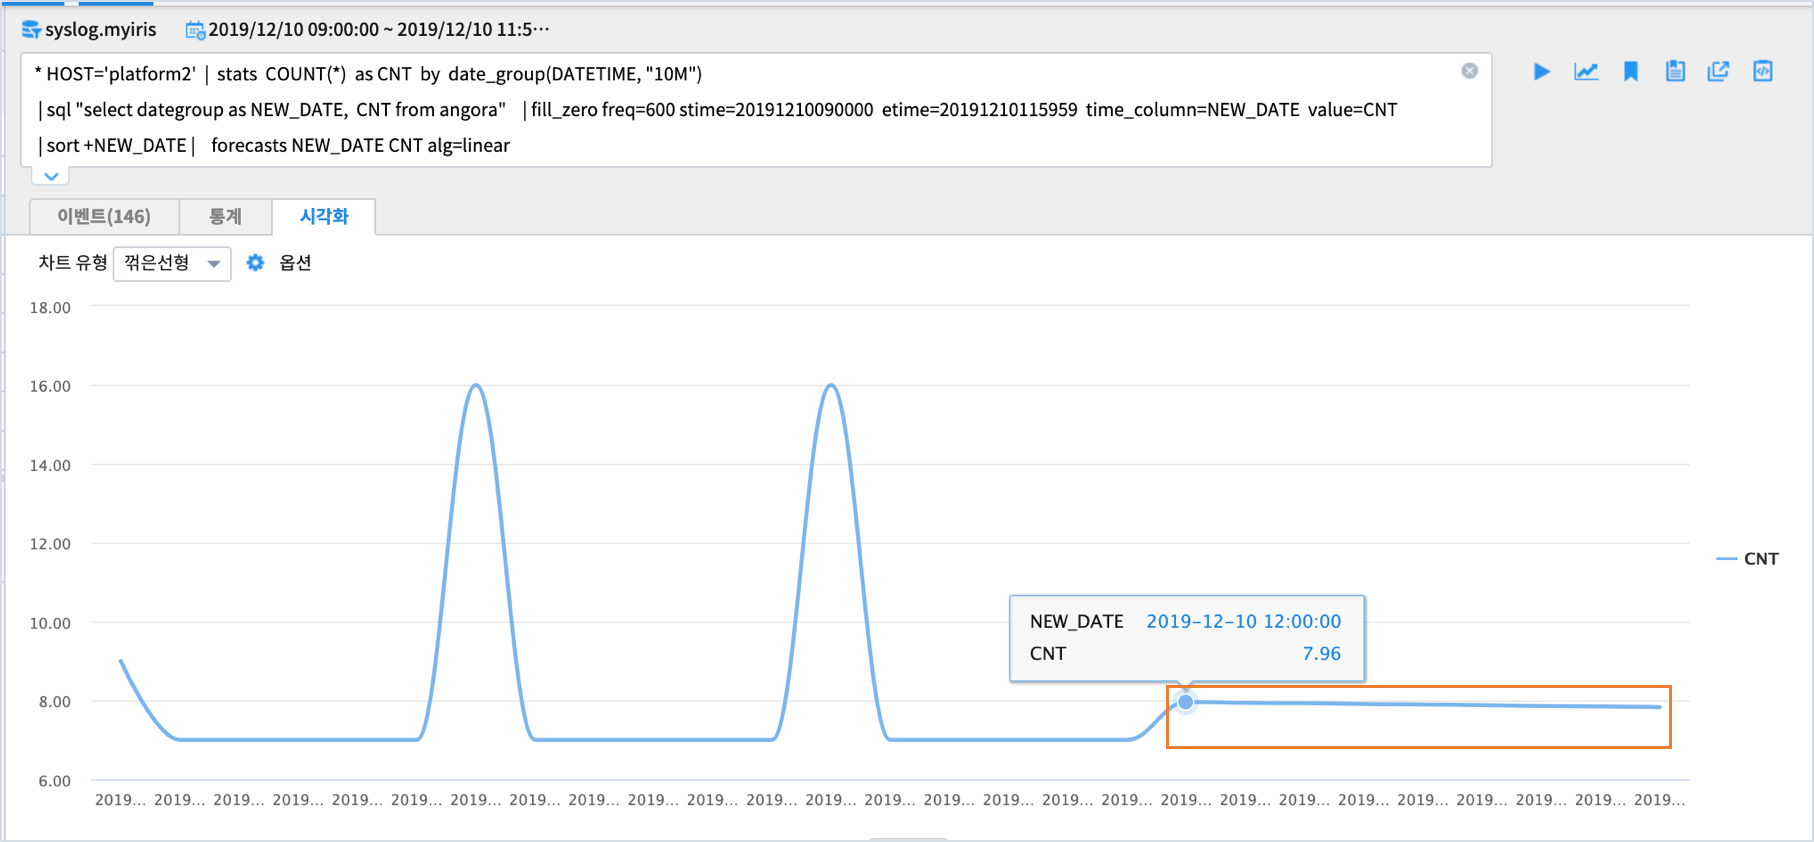 syslog.myiris 2019/12/10 09:00:00 ~ 2019/12/10 11:5···
* HOST='platform2' | stats COUNT(*) as CNT by date_group(DATETIME, "10M")
| sql "select dategroup as NEW_DATE, CNT from angora" | fill_zero freq=600 stime=20191210090000 etime=20191210115959 time_column=NEW_DATE value=CNT
| sort +NEW_DATE | forecasts NEW_DATE CNT alg=linear
이벤트(146) 통계 시각화
차트 유형 꺾은선형 옵션
18.00
16.00
14.00
12.00
CNT
10.00
NEW_DATE 2019-12-10 12:00:00
CNT 7.96
8.00
6.00
2019... 2019... 2019... 2019... 2019... 2019... 2019... 2019... 2019... 2019... 2019... 2019... 2019... 2019... 2019... 2019... 2019... 2019... 2019... 2019... 2019... 2019... 2019... 2019... 2019... 2019... 2019...